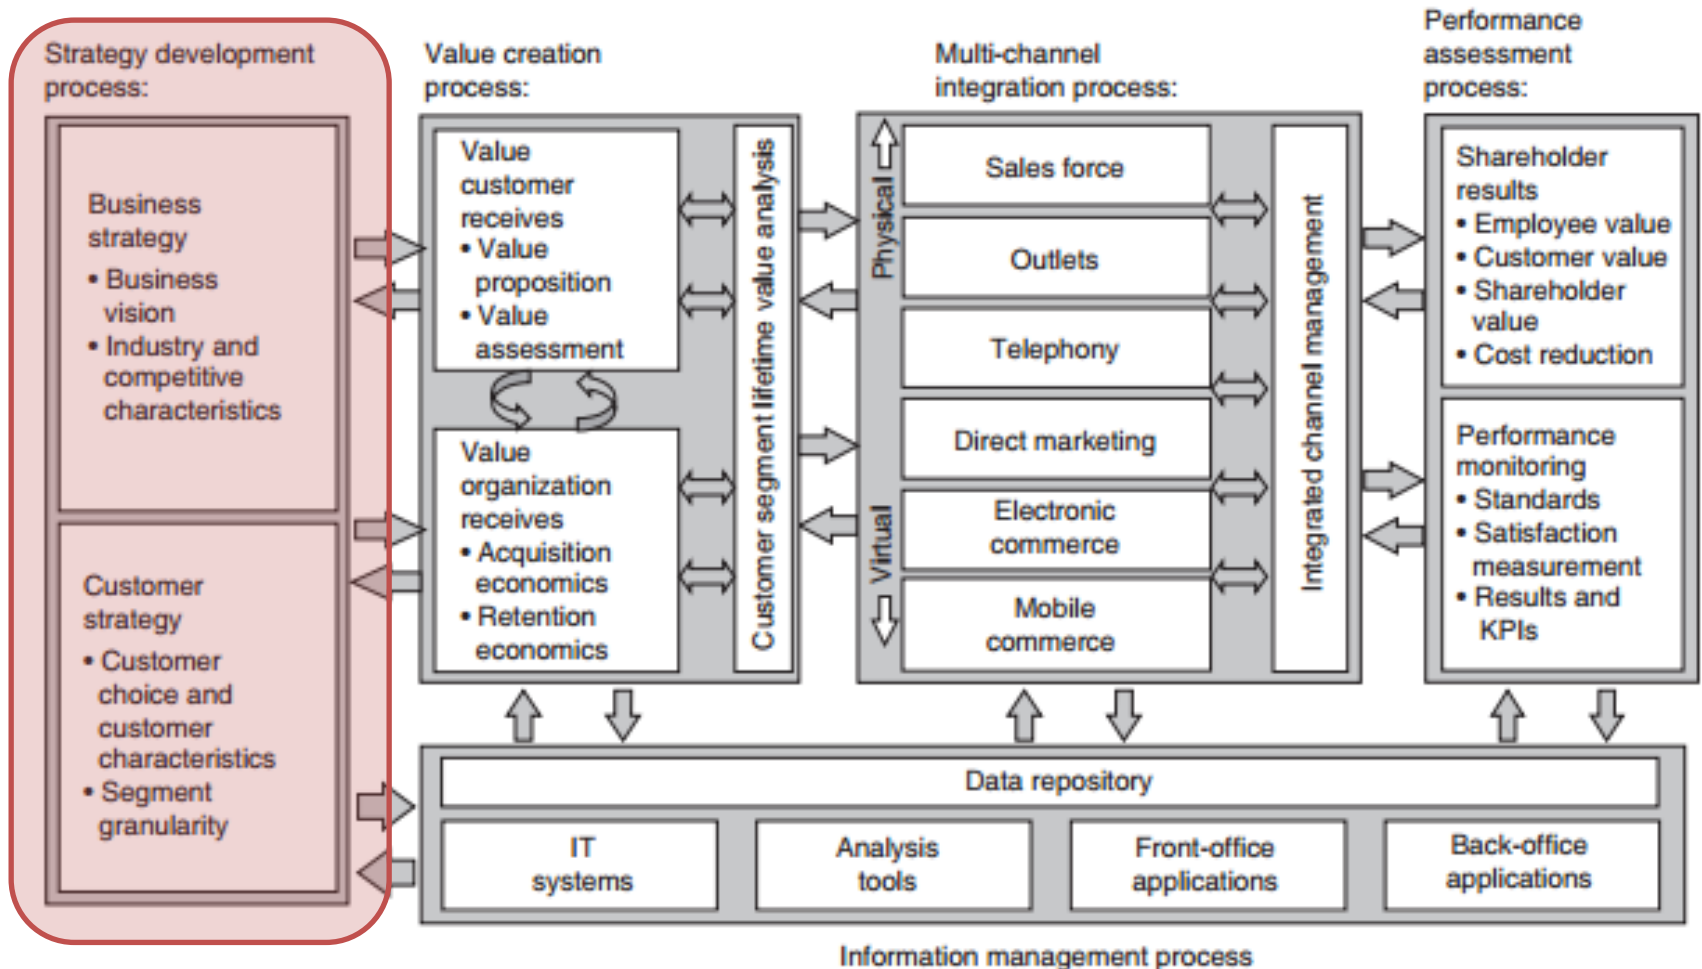 Strategy development
process:
Business
strategy
• Business
vision
• Industry and
competitive
characteristics
Customer
strategy
• Customer
choice and
customer
characteristics
• Segment
granularity
Value creation
process:
Value
customer
receives
• Value
proposition
• Value
assessment
Value
organization
receives
• Acquisition
economics
• Retention
economics
Customer segment lifetime value analysis
Multi-channel
integration process:
Physical
Virtual
Sales force
Outlets
Telephony
Direct marketing
Electronic
commerce
Mobile
commerce
Integrated channel management
Performance
assessment
process:
Shareholder
results
• Employee value
• Customer value
• Shareholder
value
• Cost reduction
Performance
monitoring
• Standards
• Satisfaction
measurement
• Results and
KPIs
Data repository
IT
systems
Analysis
tools
Front-office
applications
Back-office
applications
Information management process